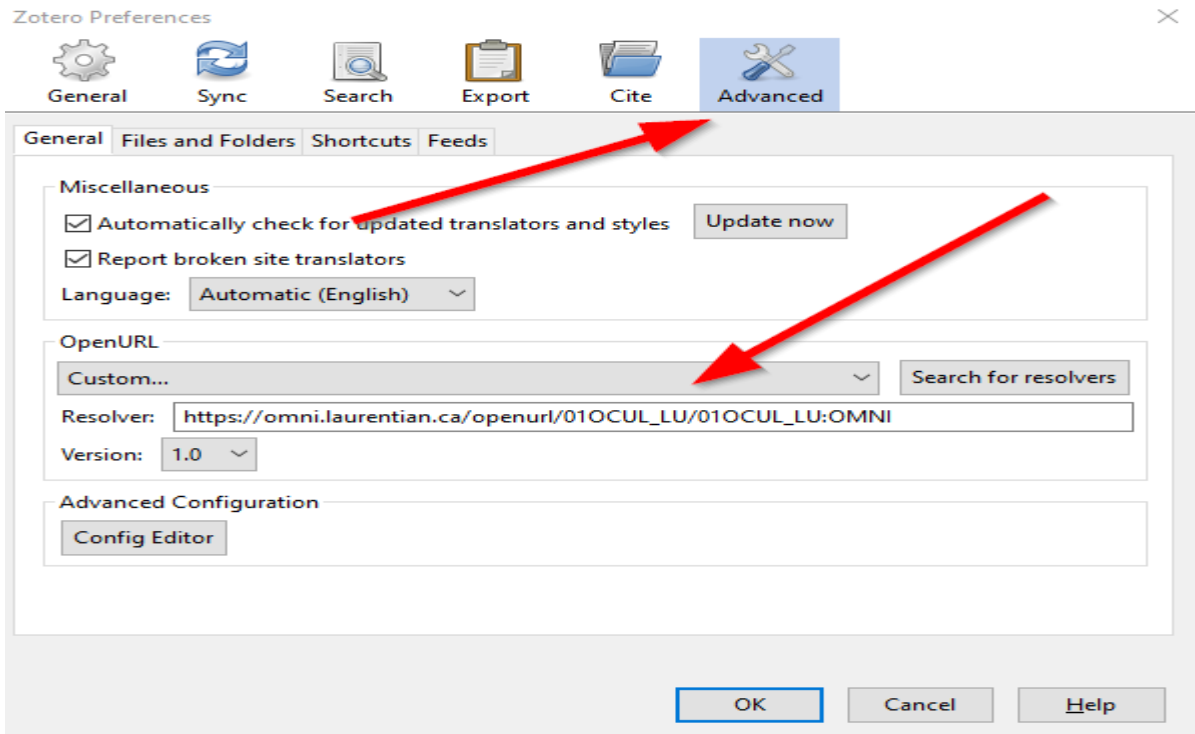 Zotero Preferences
General Sync Search Export Cite Advanced
General Files and Folders Shortcuts Feeds
Miscellaneous
Automatically check for updated translators and styles Update now
Report broken site translators
Language: Automatic (English)
OpenURL
Custom... Search for resolvers
Resolver: https://omni.laurentian.ca/openurl/01OCUL_LU/01OCUL_LU:OMNI
Version: 1.0
Advanced Configuration
Config Editor
OK Cancel Help